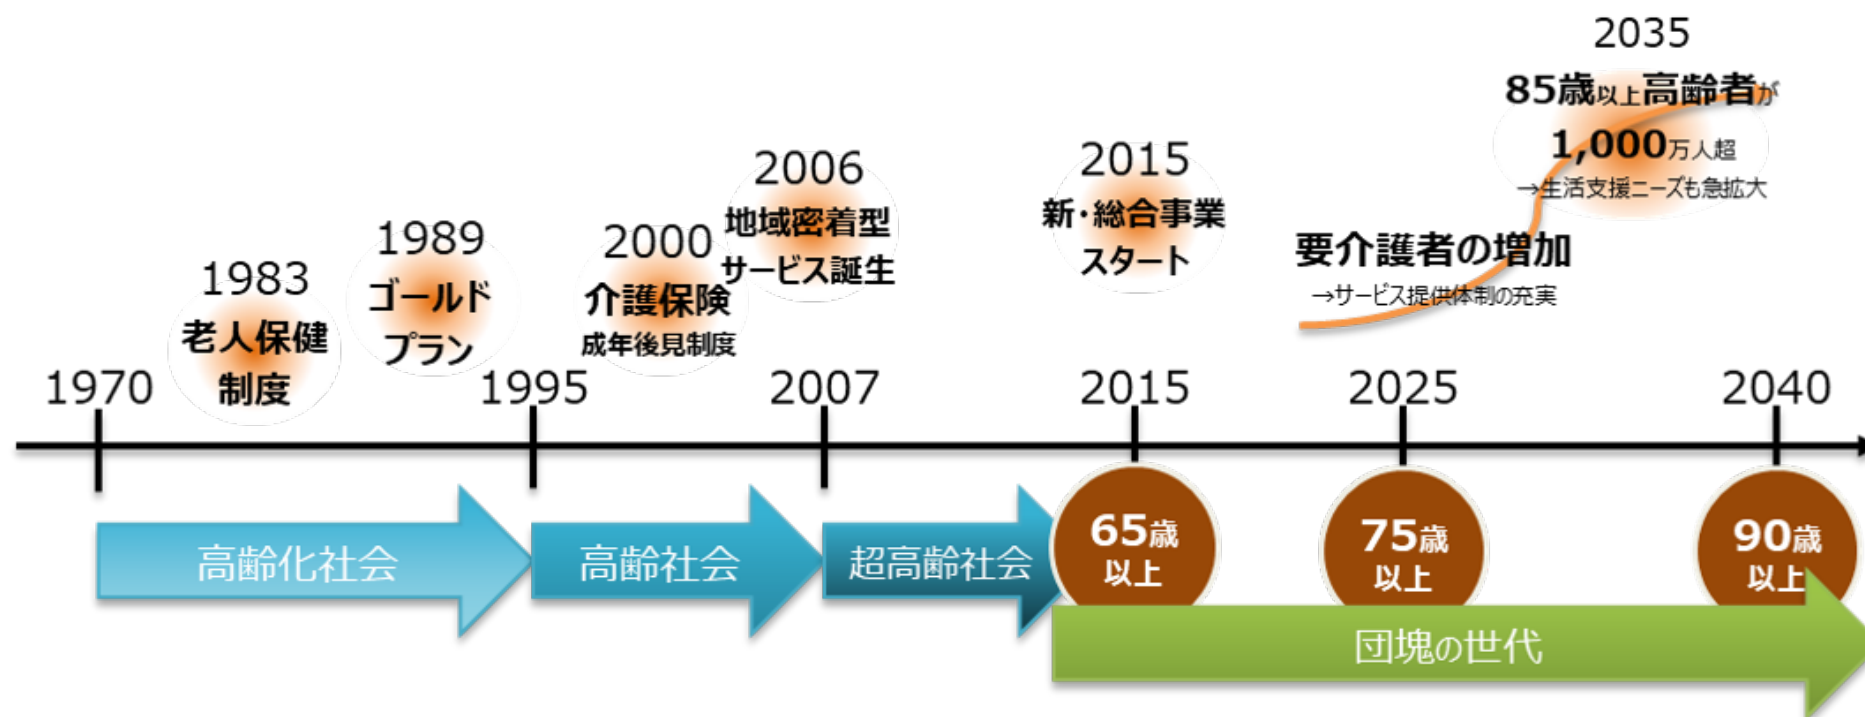 1983
老人保健
制度
1989
ゴールド
プラン
2000
介護保険
成年後見制度
2006
地域密着型
サービス誕生
2015
新・総合事業
スタート
要介護者の増加
→サービス提供体制の充実
2035
85歳以上高齢者が
1,000万人超
→生活支援ニーズも急拡大
1970
1995
2007
2015
2025
2040
高齢化社会
高齢社会
超高齢社会
65歳
以上
75歳
以上
90歳
以上
団塊の世代